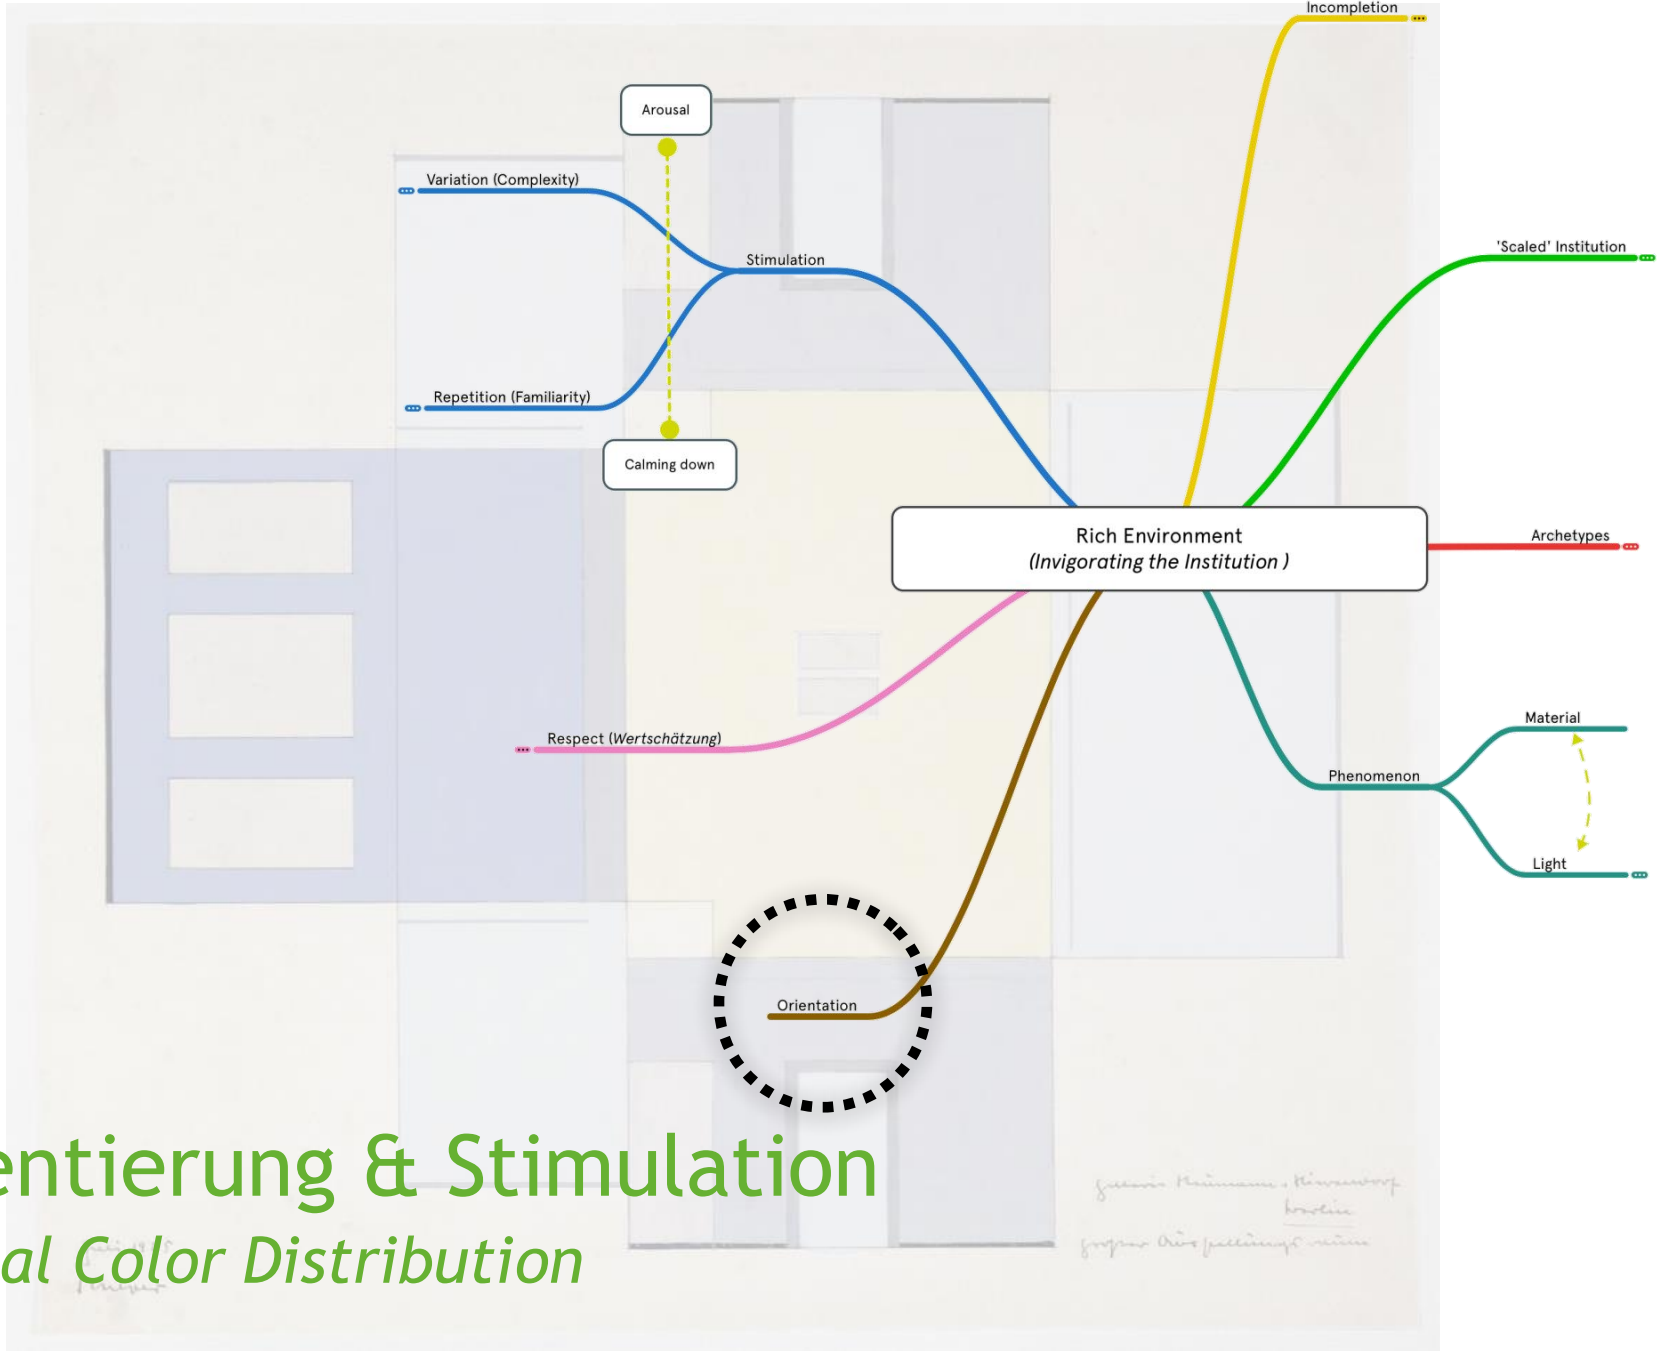 Incompletion
Arousal
Variation (Complexity)
Stimulation
'Scaled' Institution
Repetition (Familiarity)
Calming down
Rich Environment
(Invigorating the Institution )
Archetypes
Respect (Wertschätzung)
Material
Phenomenon
Light
Orientation
entierung & Stimulation
al Color Distribution